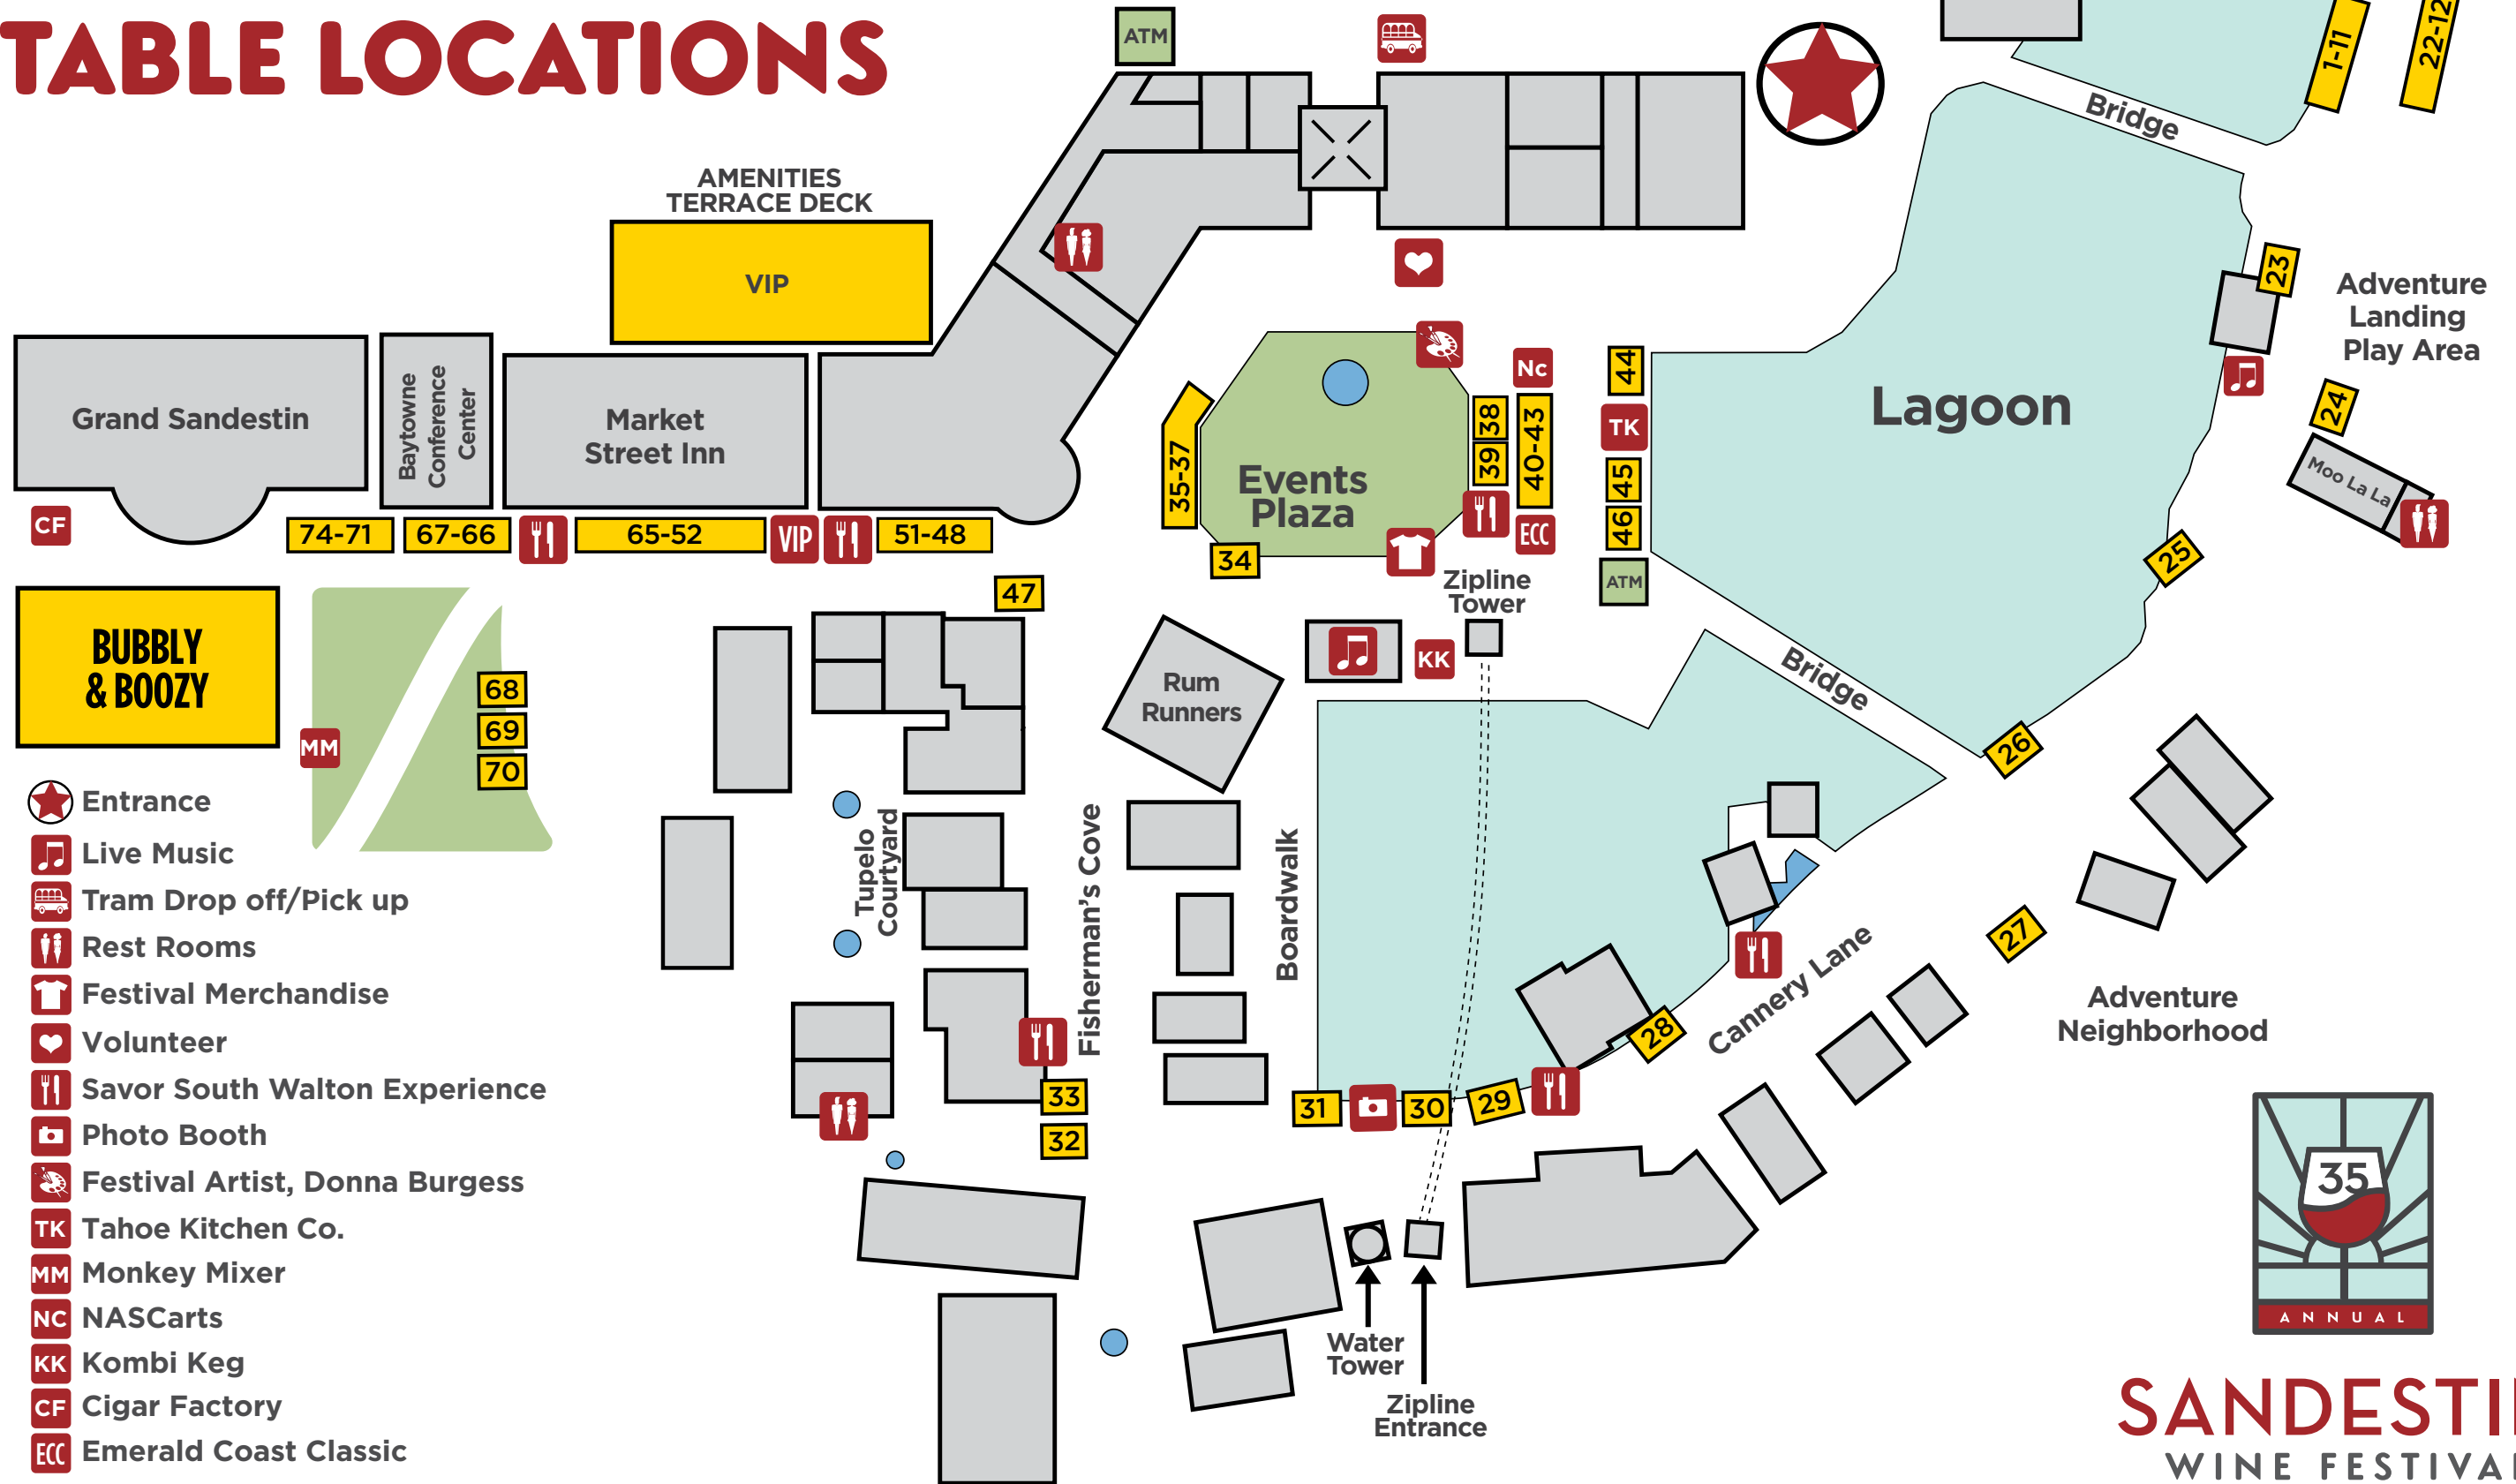 TABLE LOCATIONS
ATM
1-11
22-12
Bridge
AMENITIES
TERRACE DECK
VIP
23
Adventure
Landing
Play Area
Grand Sandestin
Baytowne
Conference
Center
Market
Street Inn
35-37
Events
Plaza
38
39
Nc
40-43
44
TK
45
46
Lagoon
24
Moo La La
CF
74-71
67-66
65-52
VIP
51-48
34
ECC
25
Zipline
Tower
ATM
47
BUBBLY
& BOOZY
68
69
70
MM
Rum
Runners
KK
Bridge
26
Tupelo
Courtyard
Fisherman's Cove
Boardwalk
27
Cannery Lane
28
Adventure
Neighborhood
33
32
31
30
29
Water
Tower
Zipline
Entrance
Entrance
Live Music
Tram Drop off/Pick up
Rest Rooms
Festival Merchandise
Volunteer
Savor South Walton Experience
Photo Booth
Festival Artist, Donna Burgess
TK Tahoe Kitchen Co.
MM Monkey Mixer
NC NASCarts
KK Kombi Keg
CF Cigar Factory
ECC Emerald Coast Classic
35
ANNUAL
SANDESTI
WINE FESTIVA